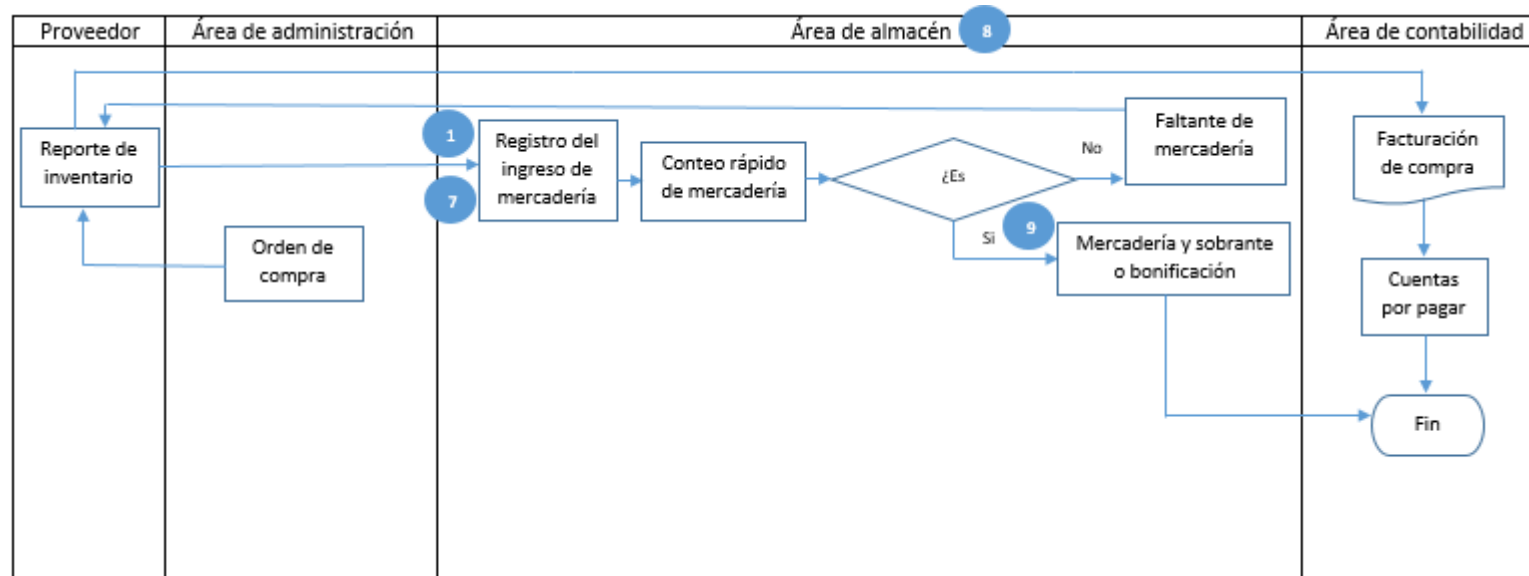 Proveedor
Área de administración
Área de almacén
8
Área de contabilidad
Reporte de
inventario
Orden de
compra
1
7
Registro del
ingreso de
mercadería
Conteo rápido
de mercadería
¿Es
No
Faltante de
mercadería
Si
9
Mercadería y sobrante
o bonificación
Facturación
de compra
Cuentas
por pagar
Fin